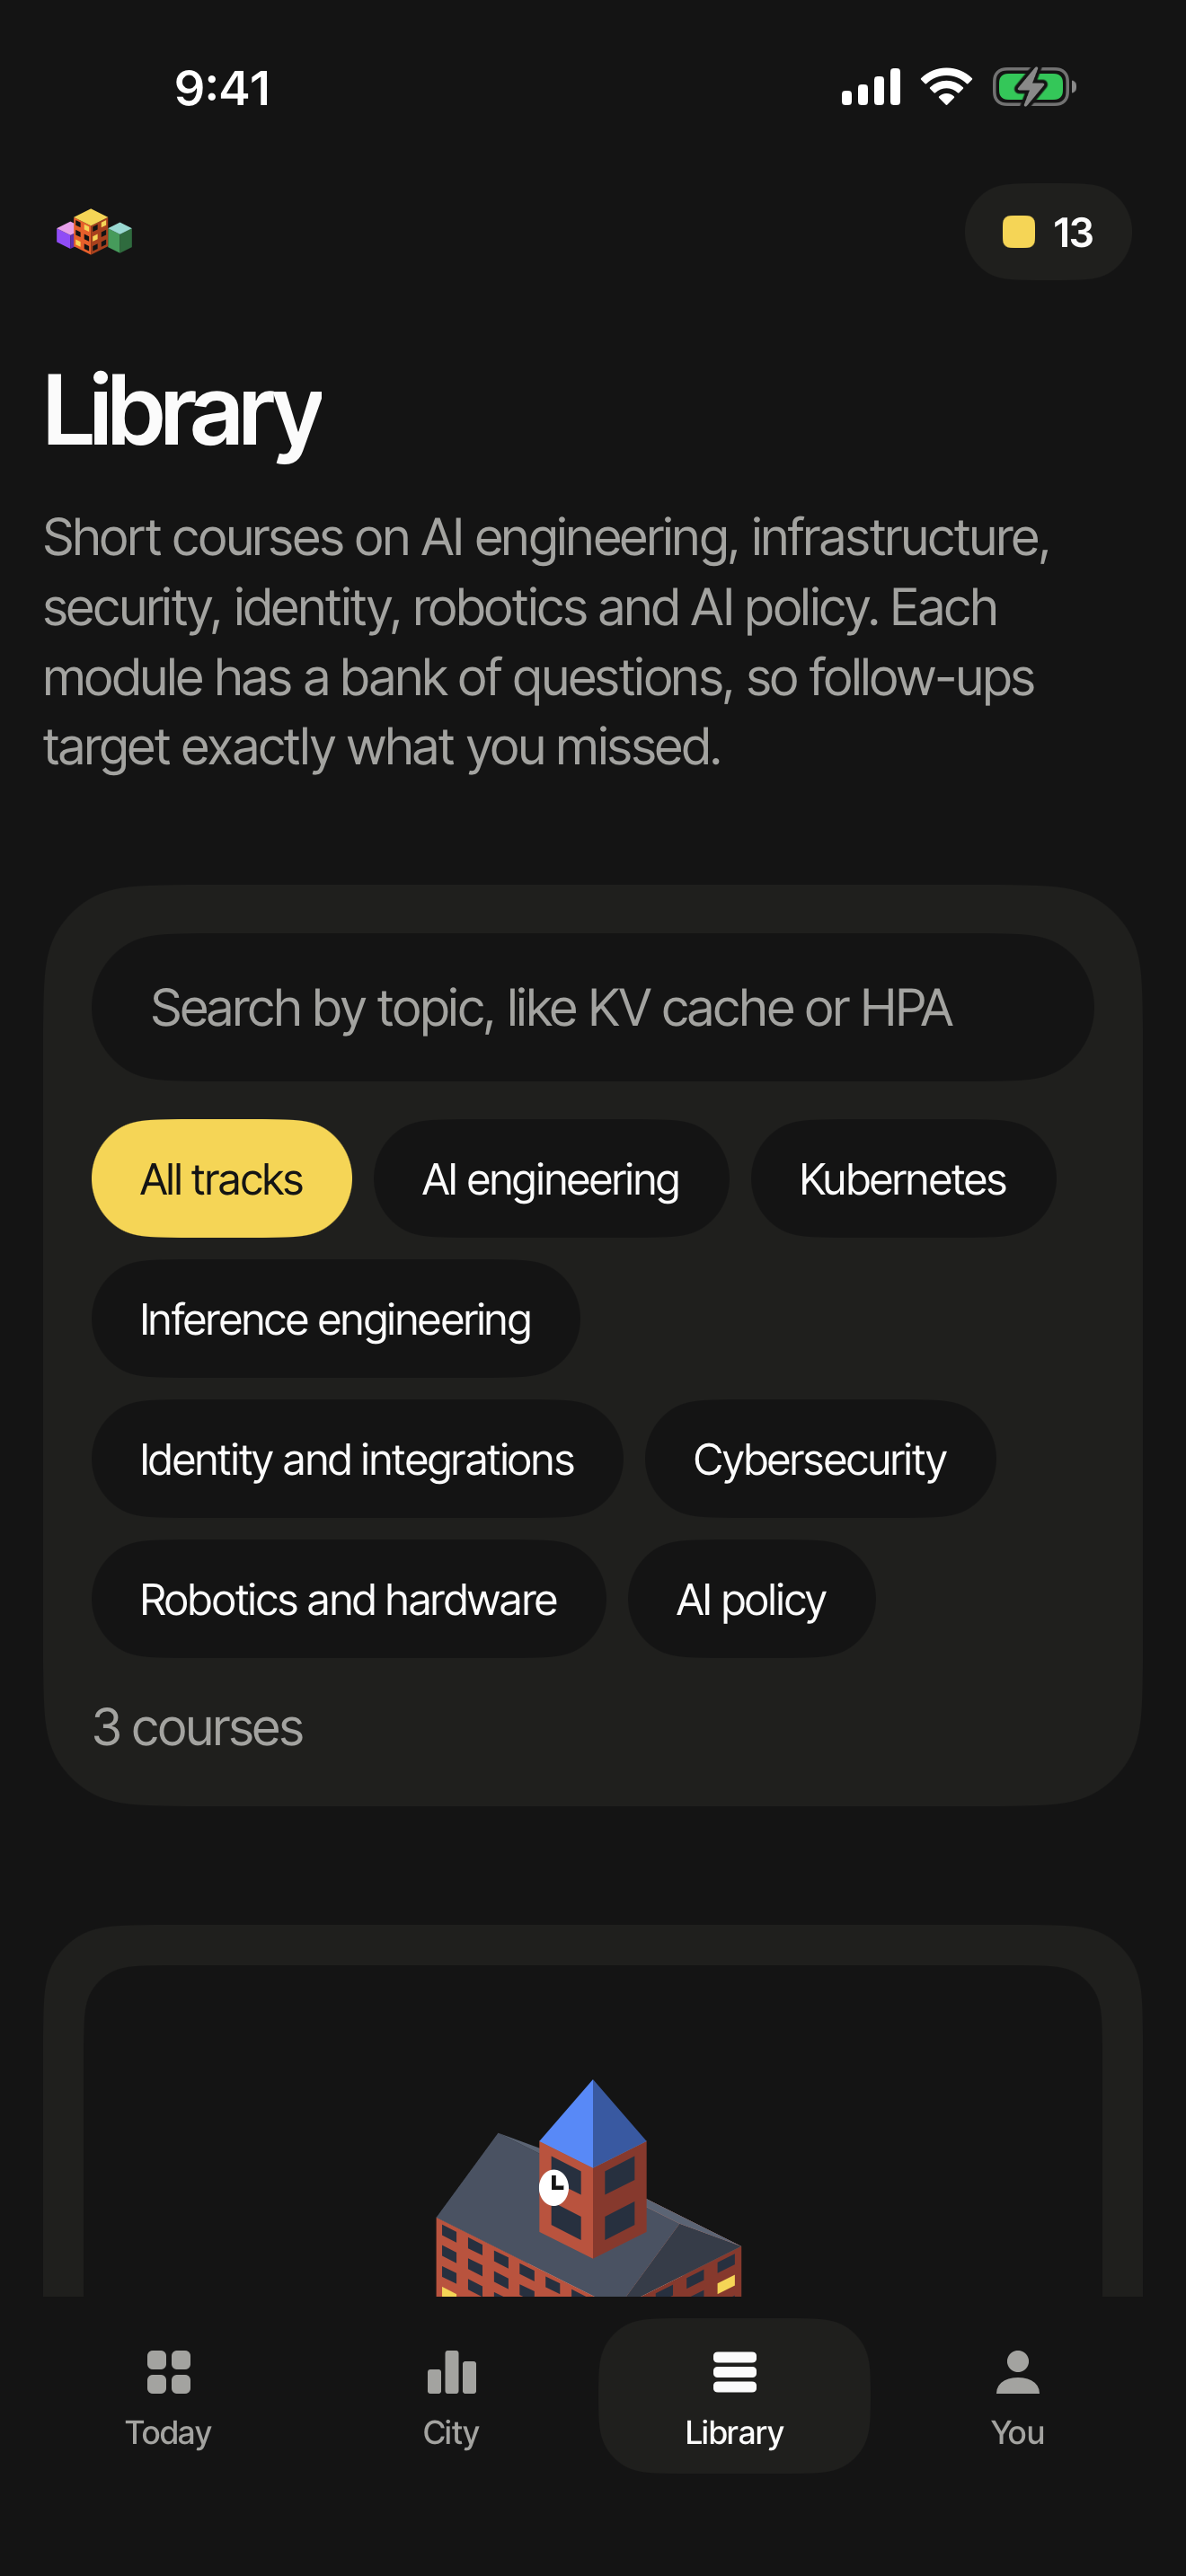 9:41
13
Library
Short courses on AI engineering, infrastructure,
security, identity, robotics and AI policy. Each
module has a bank of questions, so follow-ups
target exactly what you missed.
Search by topic, like KV cache or HPA
All tracks
AI engineering
Kubernetes
Inference engineering
Identity and integrations
Cybersecurity
Robotics and hardware
AI policy
3 courses
Today
City
Library
You